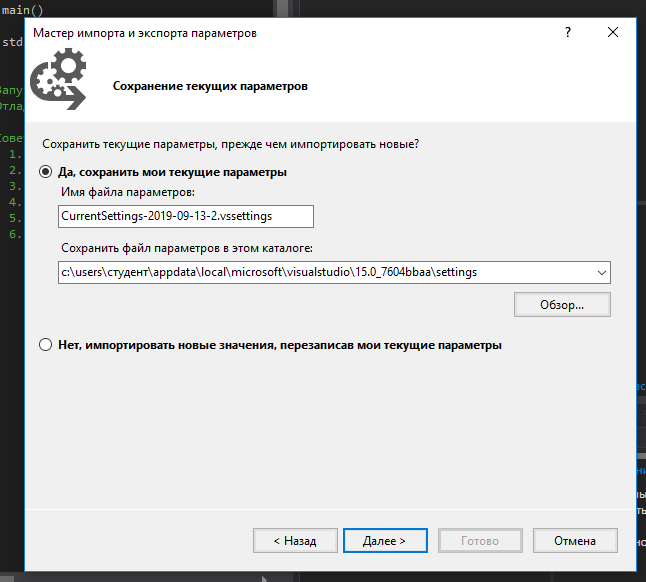 main()
Мастер импорта и экспорта параметров
?
std
Сохранение текущих параметров
Сохранить текущие параметры, прежде чем импортировать новые?
Да, сохранить мои текущие параметры
Имя файла параметров:
CurrentSettings-2019-09-13-2.vssettings
Сохранить файл параметров в этом каталоге:
c:\users\студент\appdata\local\microsoft\visualstudio\15.0_7604bbaa\settings
Обзор...
Нет, импортировать новые значения, перезаписав мои текущие параметры
< Назад
Далее >
Готово
Отмена
1.
2.
3.
4.
5.
6.